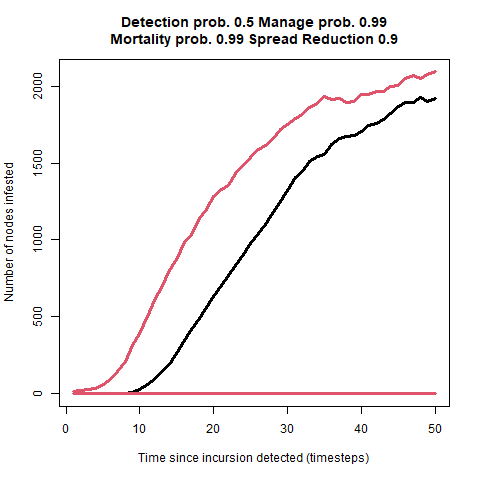 Detection prob. 0.5 Manage prob. 0.99
Mortality prob. 0.99 Spread Reduction 0.9
Number of nodes infested
2000
1500
1000
500
0
0 10 20 30 40 50
Time since incursion detected (timesteps)